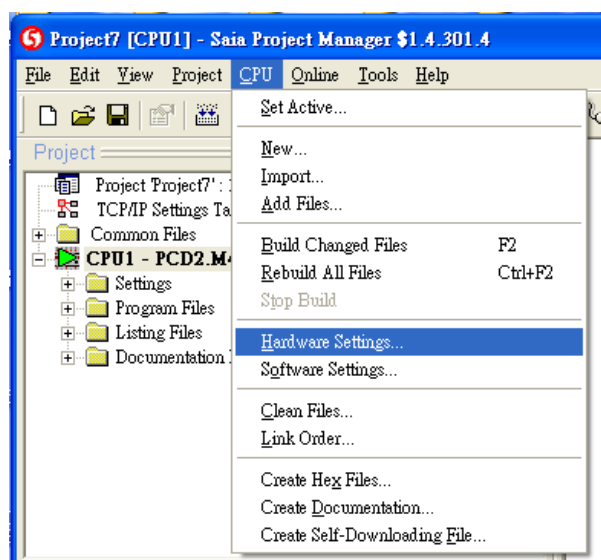 Project7 [CPU1] - Saia Project Manager $1.4.301.4
File Edit View Project CPU Online Tools Help
Project
Project 'Project7' :
TCP/IP Settings Ta
Common Files
CPU1 - PCD2.M4
Settings
Program Files
Listing Files
Documentation
Set Active...
New...
Import...
Add Files...
Build Changed Files F2
Rebuild All Files Ctrl+F2
Stop Build
Hardware Settings...
Software Settings...
Clean Files...
Link Order...
Create Hex Files...
Create Documentation...
Create Self-Downloading File...